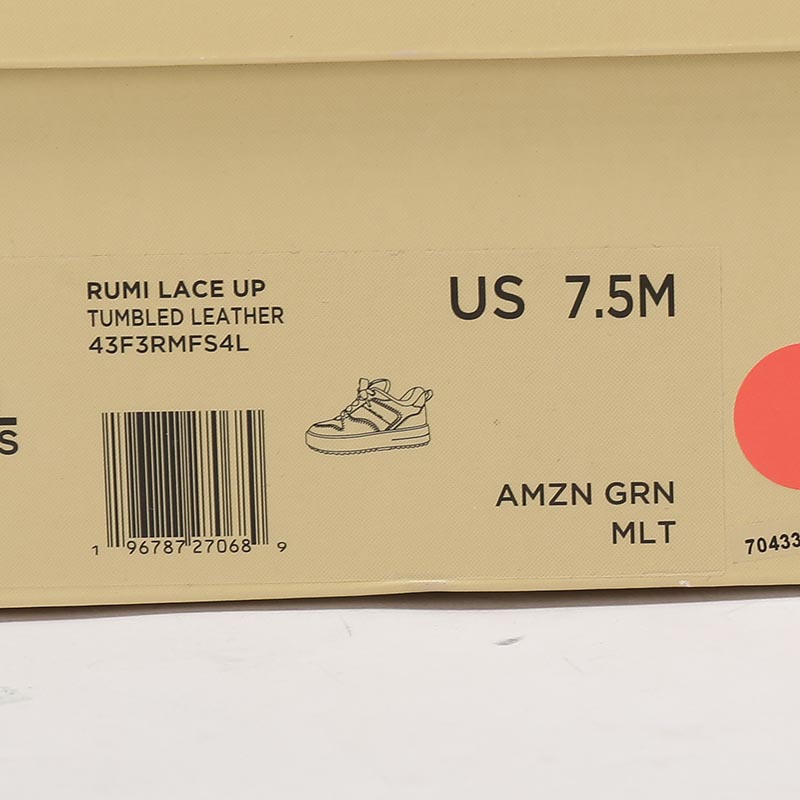 RUMI LACE UP
TUMBLED LEATHER
43F3RMFS4L
US 7.5M
S
1 96787 27068 9
AMZN GRN
MLT
70433